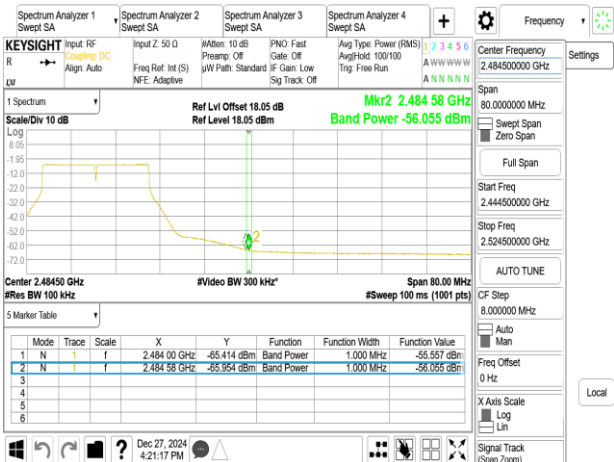 Spectrum Analyzer 1
Swept SA
Spectrum Analyzer 2
Swept SA
Spectrum Analyzer 3
Swept SA
Spectrum Analyzer 4
Swept SA
+
Frequency
Settings
KEYSIGHT
R
Input: RF
Coupling: DC
Align: Auto
Input Z: 50 Ω
Freq Ref: Int (S)
NFE: Adaptive
#Atten: 10 dB
Preamp: Off
µW Path: Standard
PNO: Fast
Gate: Off
IF Gain: Low
Sig Track: Off
Avg Type: Power (RMS)
Avg|Hold: 100/100
Trig: Free Run
1 2 3 4 5 6
A W W W W W
A N N N N N
1 Spectrum
Scale/Div 10 dB
Ref Lvl Offset 18.05 dB
Ref Level 18.05 dBm
Mkr2 2.484 58 GHz
Band Power -56.055 dBm
Log
8.05
-1.95
-12.0
-22.0
-32.0
-42.0
-52.0
-62.0
-72.0
2
Center 2.48450 GHz
#Res BW 100 kHz
#Video BW 300 kHz*
Span 80.00 MHz
#Sweep 100 ms (1001 pts)
5 Marker Table
Mode Trace Scale X Y Function Function Width Function Value
1 N 1 f 2.484 00 GHz -65.414 dBm Band Power 1.000 MHz -55.557 dBm
2 N 1 f 2.484 58 GHz -65.954 dBm Band Power 1.000 MHz -56.055 dBm
3
4
5
6
Dec 27, 2024
4:21:17 PM
Center Frequency
2.484500000 GHz
Span
80.0000000 MHz
Swept Span
Zero Span
Full Span
Start Freq
2.444500000 GHz
Stop Freq
2.524500000 GHz
AUTO TUNE
CF Step
8.000000 MHz
Auto
Man
Freq Offset
0 Hz
X Axis Scale
Log
Lin
Signal Track
(Span Zoom)
Local